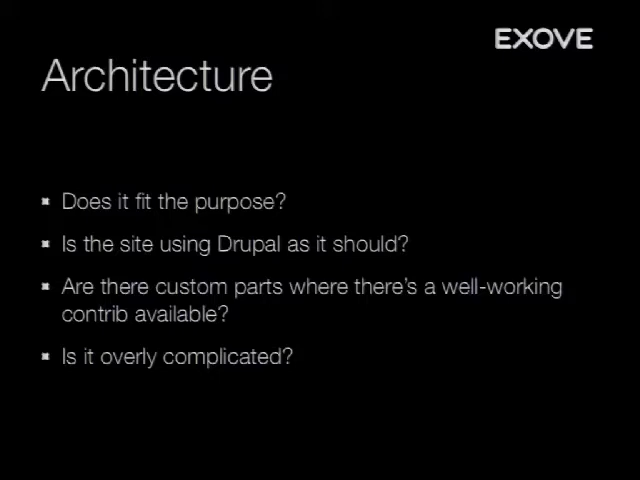 EXOVE
Architecture
Does it fit the purpose?
Is the site using Drupal as it should?
Are there custom parts where there's a well-working
contrib available?
Is it overly complicated?